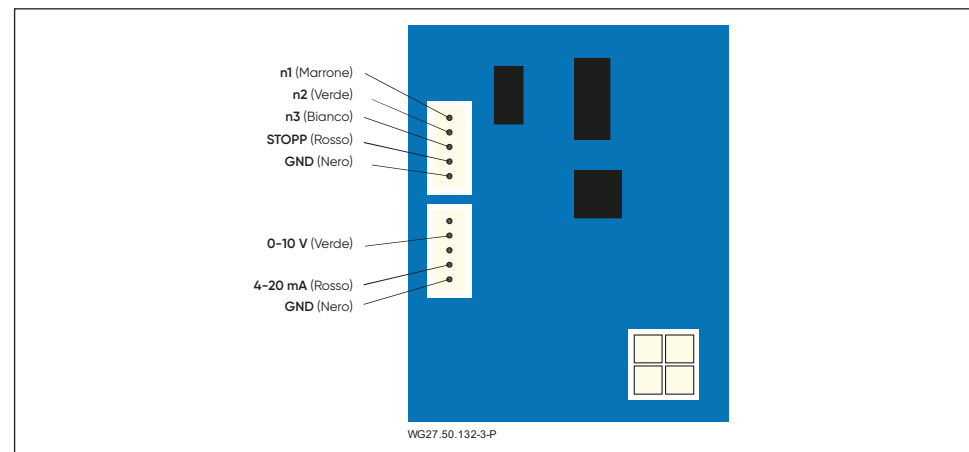 n1 (Marrone)
n2 (Verde)
n3 (Bianco)
STOPP (Rosso)
GND (Nero)
0-10 V (Verde)
4-20 mA (Rosso)
GND (Nero)
WG27.50.132-3-P